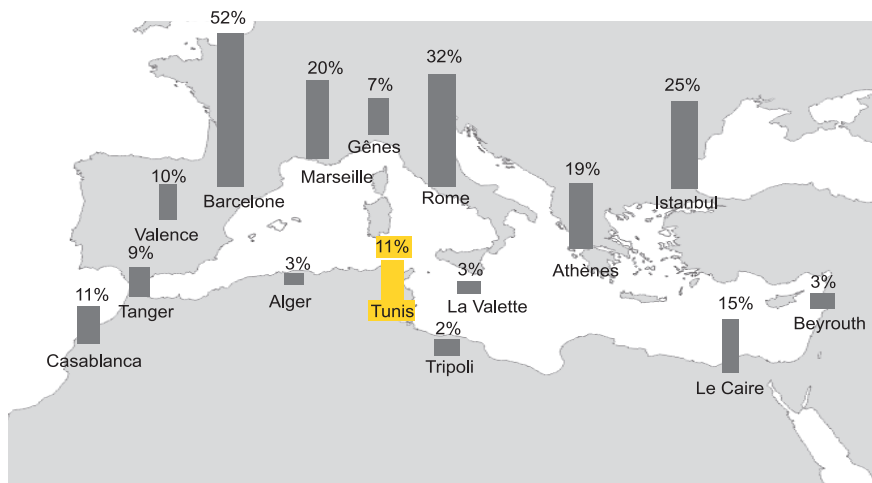 52%
Barcelone
20%
Marseille
7%
Gênes
32%
Rome
25%
Istanbul
10%
Valence
19%
Athènes
9%
Tanger
11%
Casablanca
3%
Alger
11%
Tunis
3%
La Valette
2%
Tripoli
15%
Le Caire
3%
Beyrouth